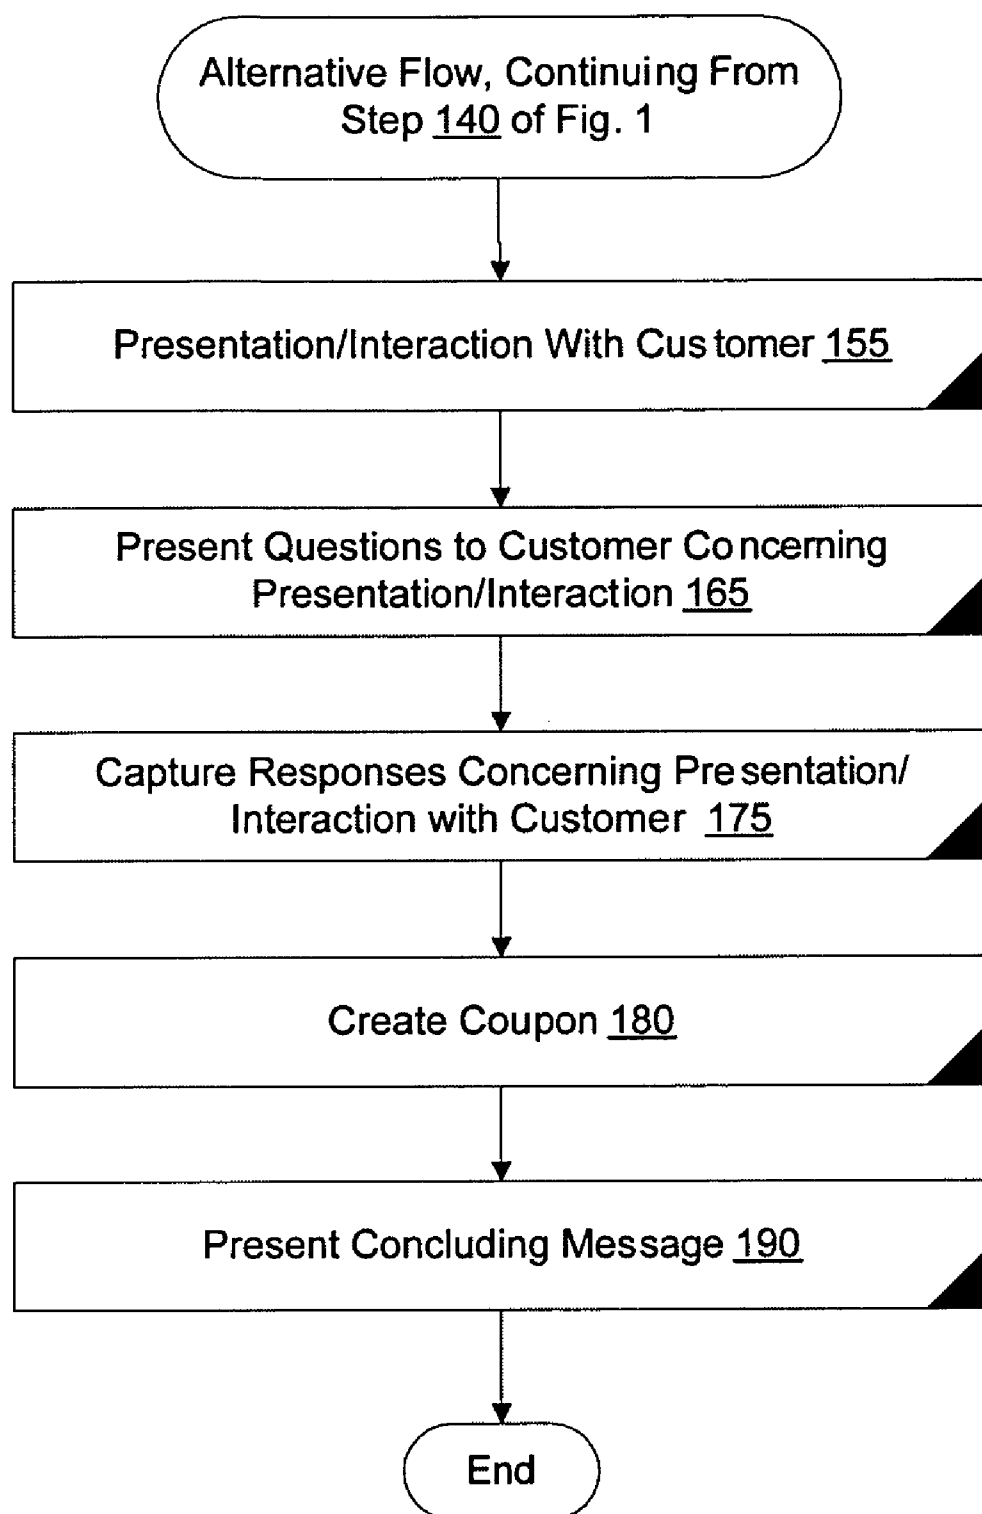 Alternative Flow, Continuing From
Step 140 of Fig. 1
Presentation/Interaction With Customer 155
Present Questions to Customer Concerning
Presentation/Interaction 165
Capture Responses Concerning Presentation/
Interaction with Customer 175
Create Coupon 180
Present Concluding Message 190
End